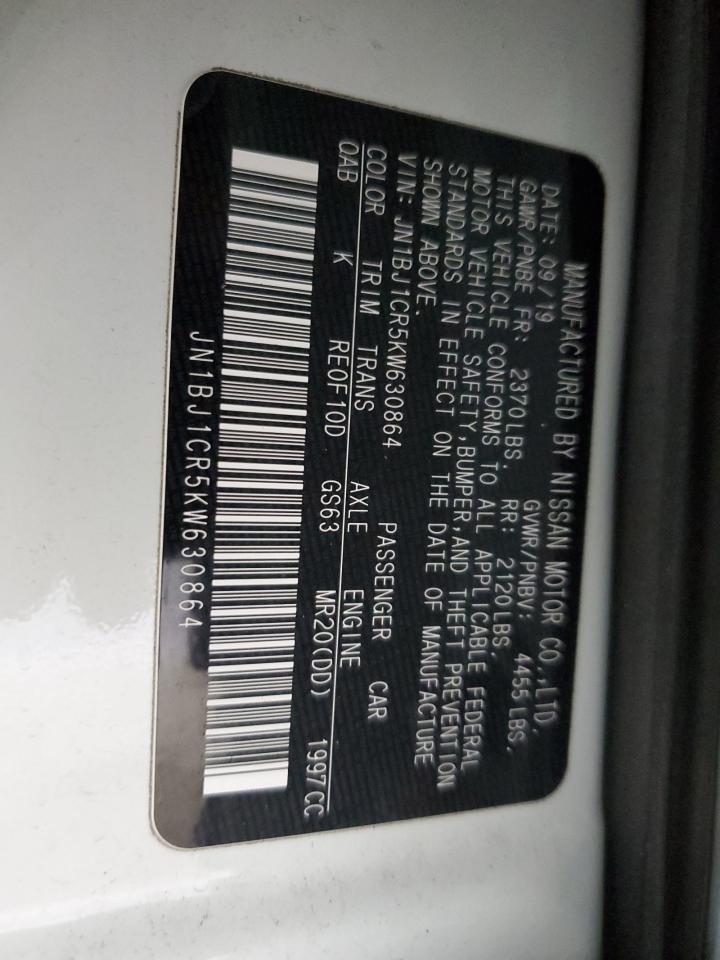 MANUFACTURED BY NISSAN MOTOR CO.,LTD.
DATE: 09/19 GVWR/PNBV: 4455 LBS,
GAWR/PNBE FR: 2370LBS. RR: 2120LBS.
THIS VEHICLE CONFORMS TO ALL APPLICABLE FEDERAL
MOTOR VEHICLE SAFETY,BUMPER,AND THEFT PREVENTION
STANDARDS IN EFFECT ON THE DATE OF MANUFACTURE
SHOWN ABOVE.
VIN: JN1BJ1CR5KW630864 PASSENGER CAR
COLOR TRIM TRANS AXLE ENGINE
QAB K RE0F10D GS63 MR20(DD) 1997CC
JN1BJ1CR5KW630864